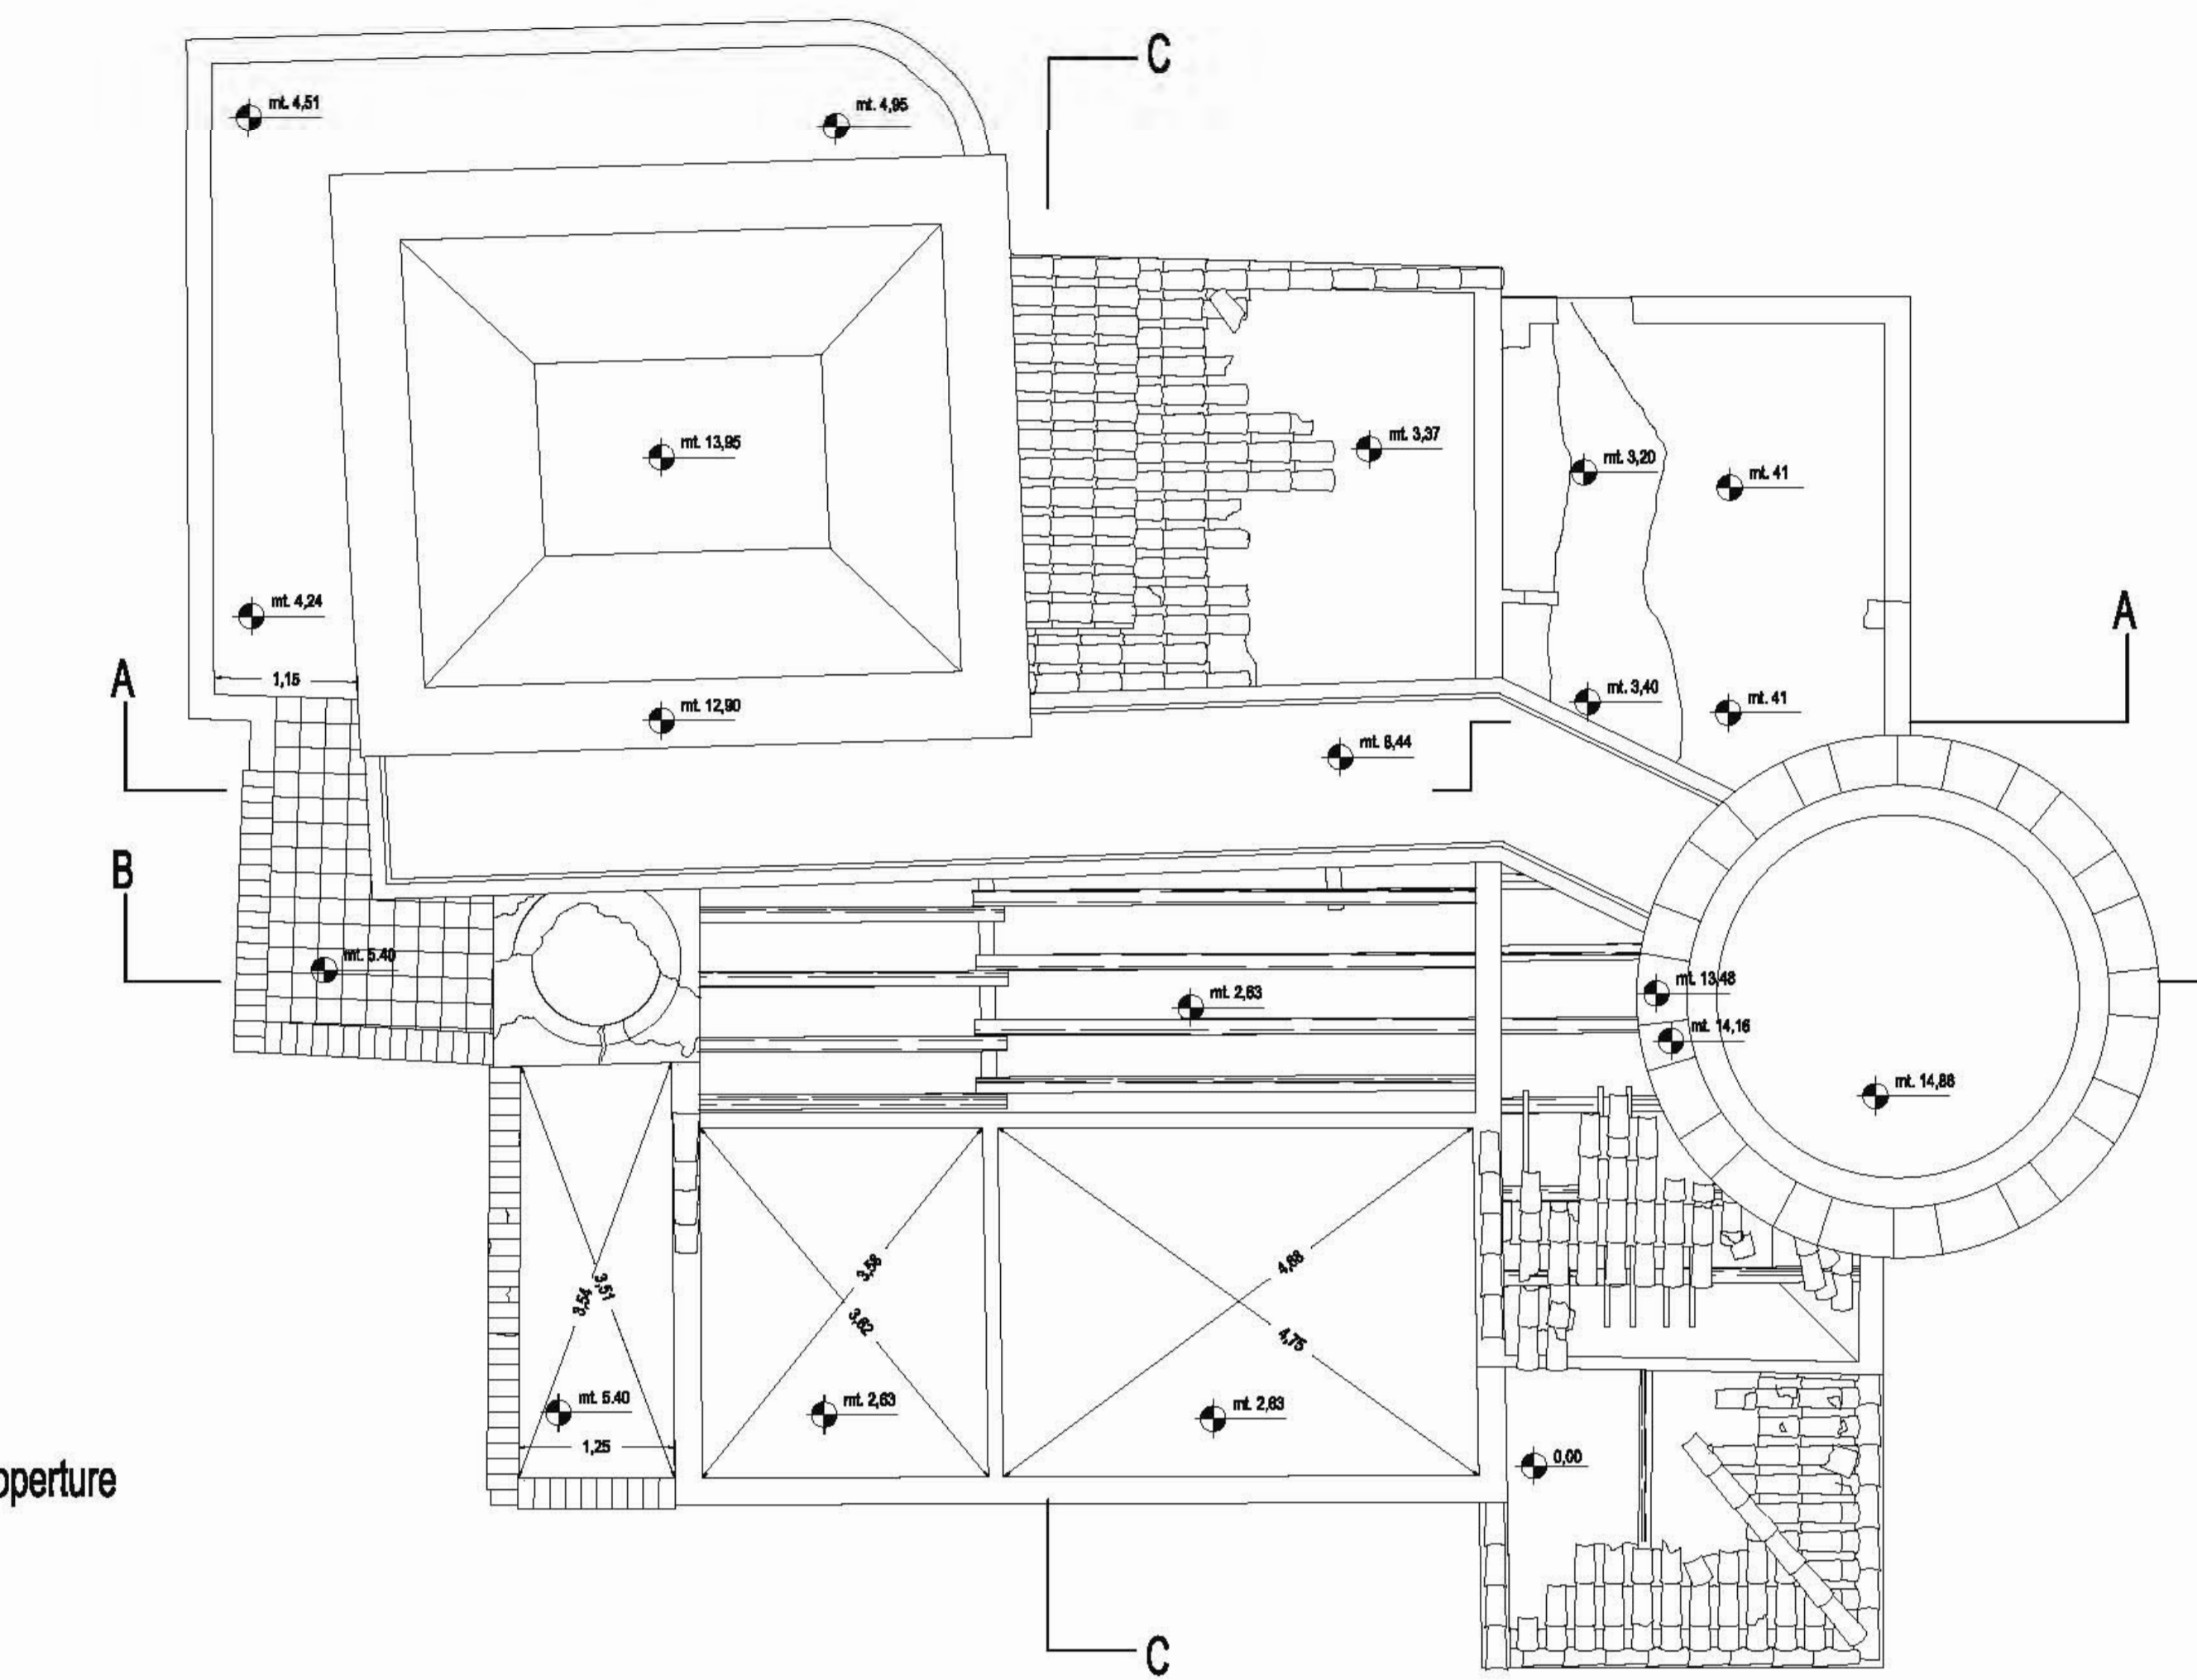 C
mt. 4,51
mt. 4,95
mt. 13,95
mt. 3,37
mt. 3,20
mt. 41
mt. 4,24
A
A
1,15
mt. 3,40
mt. 41
mt. 12,90
mt. 8,44
B
mt. 5.40
mt. 13,48
mt. 2,63
mt. 14,16
mt. 14,88
3,58
4,68
3,54
3,51
3,62
4,75
mt. 5.40
mt. 2,63
mt. 2,63
1,25
0,00
operture
C